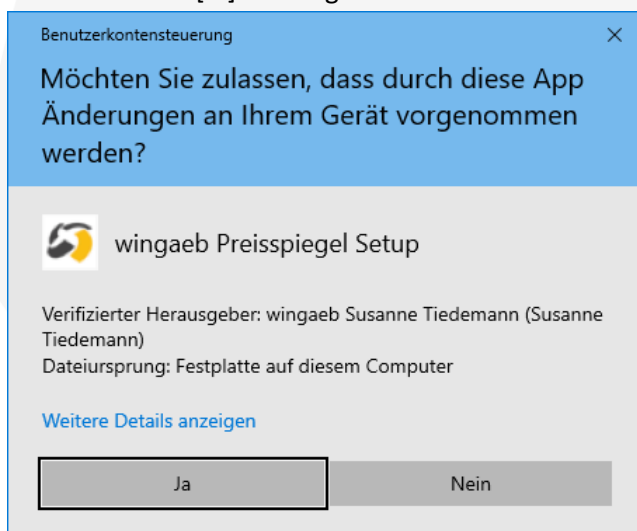 Benutzerkontensteuerung
Möchten Sie zulassen, dass durch diese App
Änderungen an Ihrem Gerät vorgenommen
werden?
wingaeb Preisspiegel Setup
Verifizierter Herausgeber: wingaeb Susanne Tiedemann (Susanne
Tiedemann)
Dateiursprung: Festplatte auf diesem Computer
Weitere Details anzeigen
Ja Nein